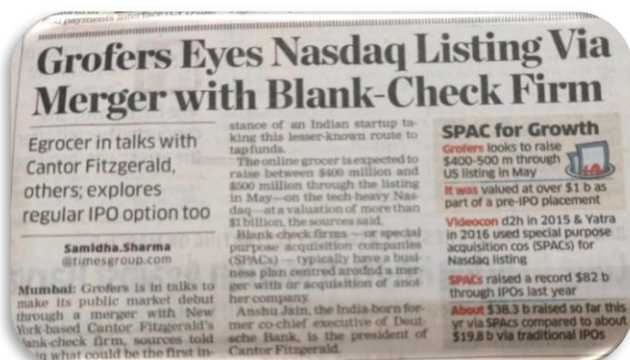 payments interface
Grofers Eyes Nasdaq Listing Via
Merger with Blank-Check Firm
Egrocer in talks with
Cantor Fitzgerald,
others; explores
regular IPO option too
Samidha.Sharma
@timesgroup.com
Mumbai: Grofers is in talks to
make its public market debut
through a merger with New
York-based Cantor Fitzgerald's
blank-check firm, sources told
in what could be the first in-
stance of an Indian startup ta-
king this lesser-known route to
tap funds.
The online grocer is expected to
raise between $400 million and
$500 million through the listing
in May—on the tech-heavy Nas-
daq—at a valuation of more than
$1 billion, the sources said.
Blank-check firms — or special
purpose acquisition companies
(SPACs) — typically have a busi-
ness plan centred around a mer-
ger with or acquisition of anot-
her company.
Anshu Jain, the India-born for-
mer co-chief executive of Deut-
sche Bank, is the president of
Cantor Fitzgerald.
SPAC for Growth
Grofers looks to raise
$400-500 m through
US listing in May
It was valued at over $1 b as
part of a pre-IPO placement
Videocon d2h in 2015 & Yatra
in 2016 used special purpose
acquisition cos (SPACs) for
Nasdaq listing
SPACs raised a record $82 b
through IPOs last year
About $38.3 b raised so far this
yr via SPAcs compared to about
$19.8 b via traditional IPOs